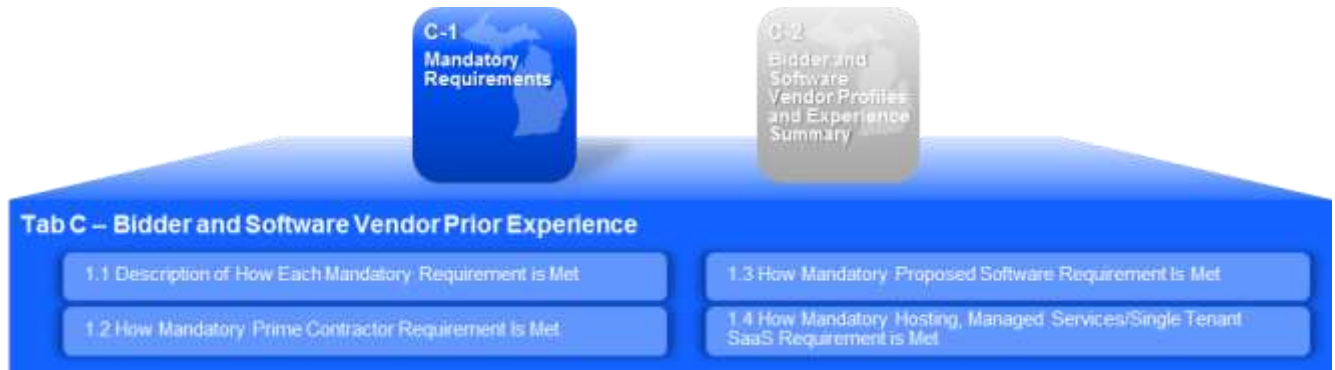 C-1
Mandatory
Requirements
C-2
Bidder and
Software
Vendor Profiles
and Experience
Summary
Tab C – Bidder and Software Vendor Prior Experience
1.1 Description of How Each Mandatory Requirement is Met
1.2 How Mandatory Prime Contractor Requirement Is Met
1.3 How Mandatory Proposed Software Requirement Is Met
1.4 How Mandatory Hosting, Managed Services/Single Tenant
SaaS Requirement is Met